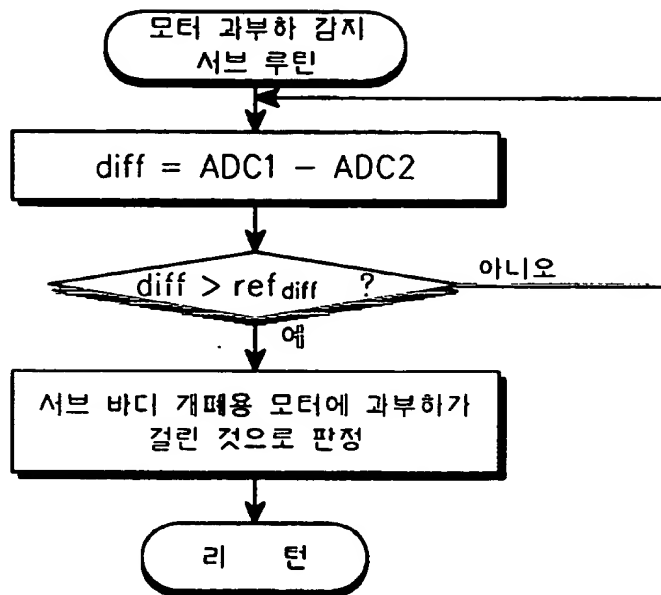 모터 과부하 감지
서브 루틴
diff = ADC1 - ADC2
diff > ref diff ?
아니오
예
서브 바디 개폐용 모터에 과부하가
걸린 것으로 판정
리 턴